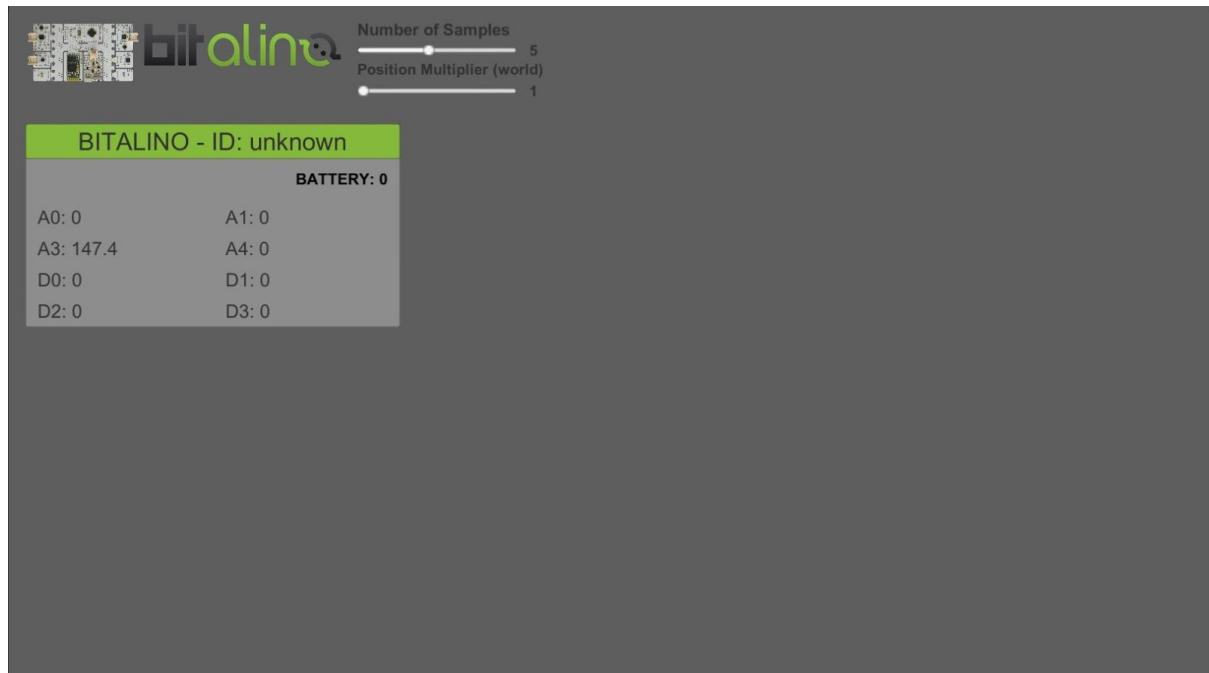 bitalino
Number of Samples
5
Position Multiplier (world)
1
BITALINO - ID: unknown
BATTERY: 0
A0: 0 A1: 0
A3: 147.4 A4: 0
D0: 0 D1: 0
D2: 0 D3: 0